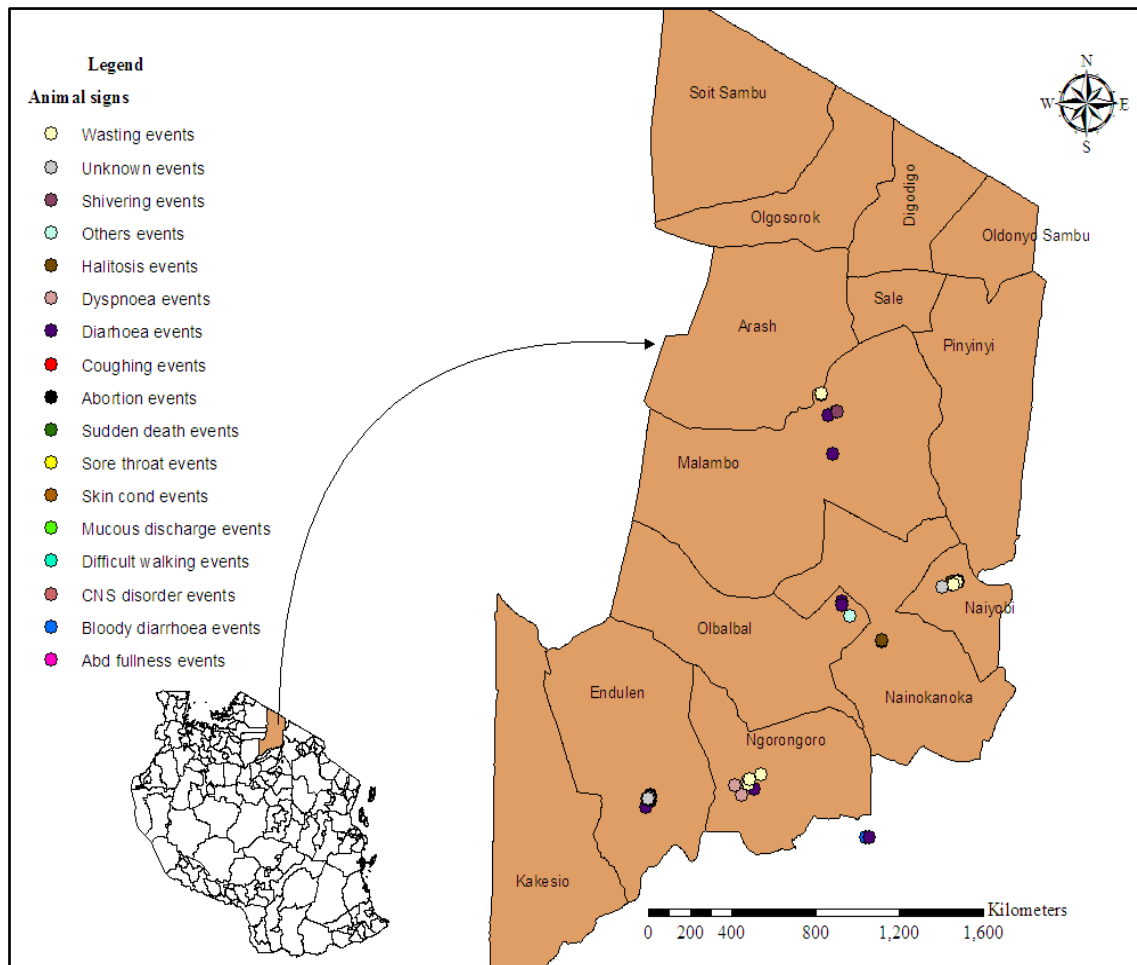 Legend
Animal signs
Wasting events
Unknown events
Shivering events
Others events
Halitosis events
Dyspnoea events
Diarhoea events
Coughing events
Abortion events
Sudden death events
Sore throat events
Skin cond events
Mucous discharge events
Difficult walking events
CNS disorder events
Bloody diarrhoea events
Abd fullness events
N
W
E
S
Soit Sambu
Olgosorok
Digodigo
Oldonyo Sambu
Sale
Arash
Pinyinyi
Malambo
Naiyobi
Olbalbal
Endulen
Nainokanoka
Ngorongoro
Kakesio
Kilometers
0 200 400 800 1,200 1,600